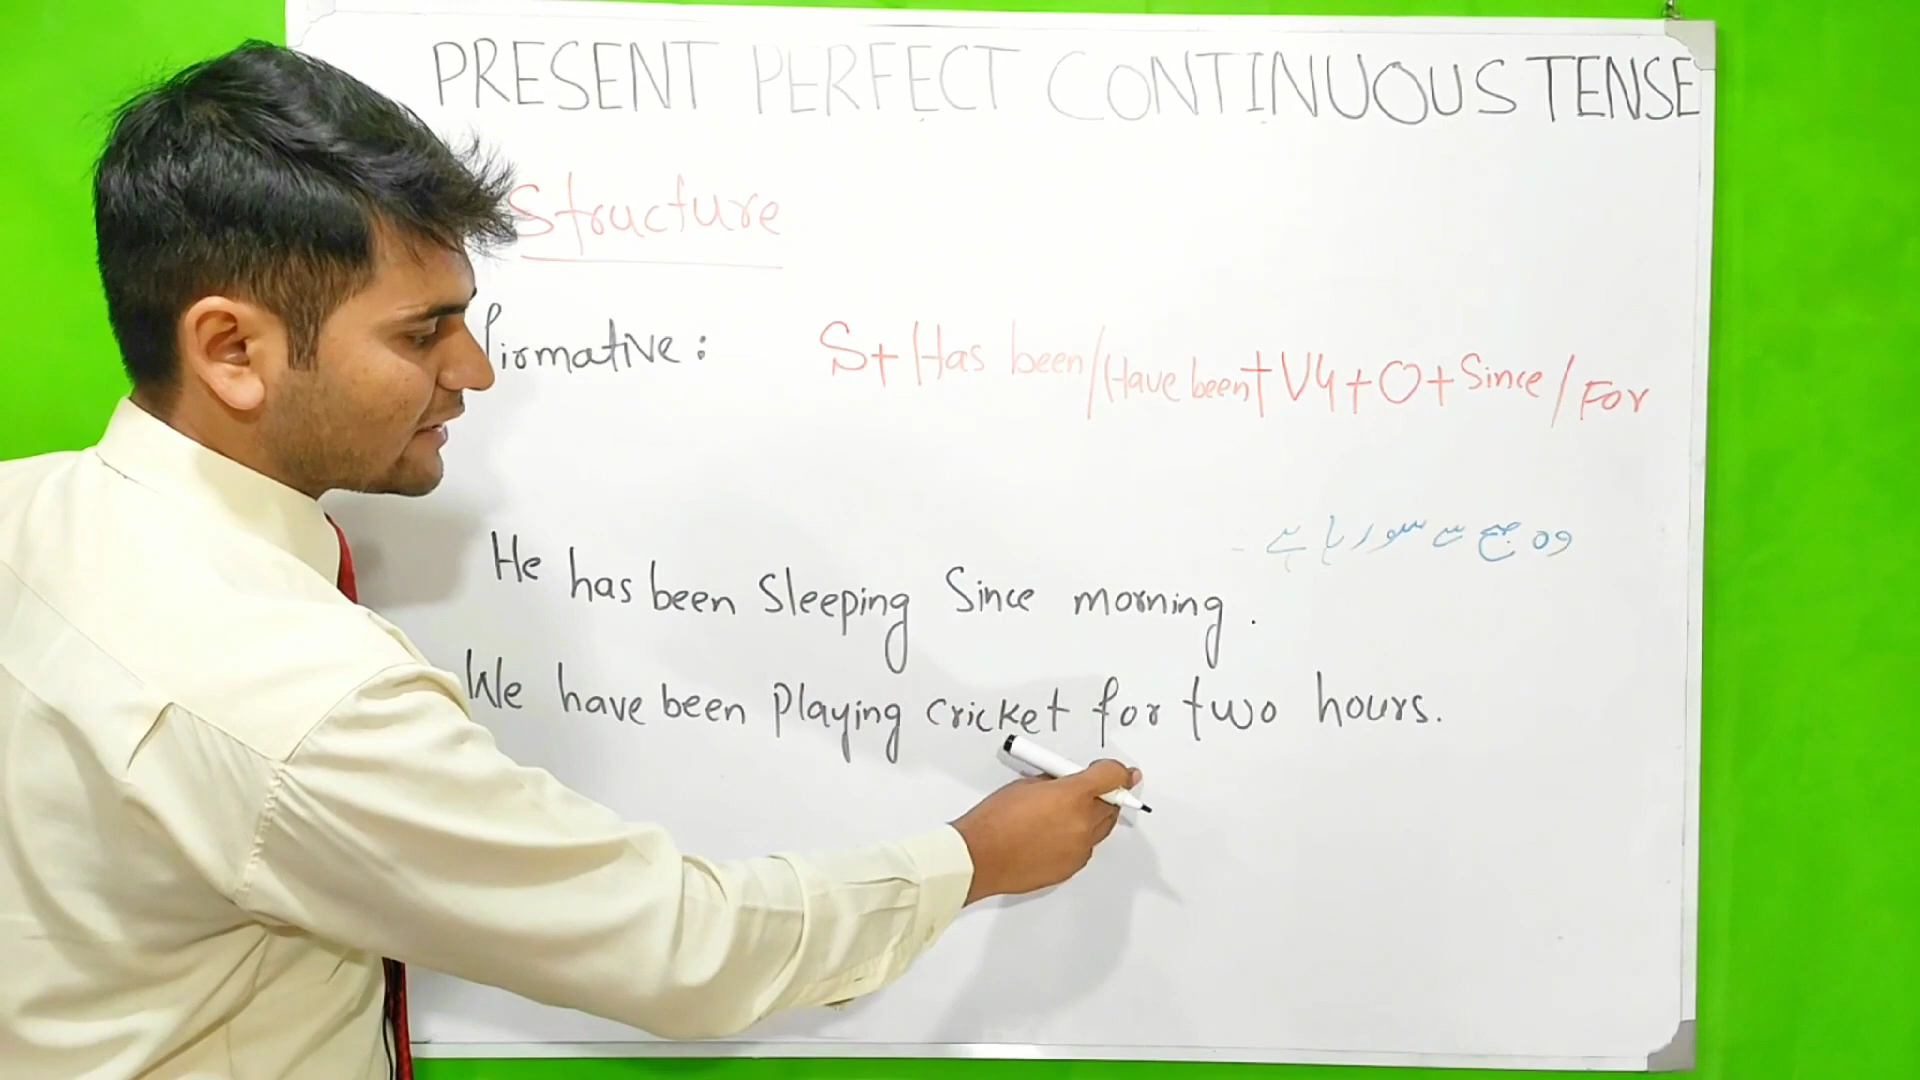 PRESENT PERFECT CONTINUOUS TENSE
Structure
firmative: S+ Has been/Have been+ V4+O+ Since/For
وہ صبح سے سو رہا ہے ۔
He has been Sleeping Since morning.
We have been Playing cricket for two hours.